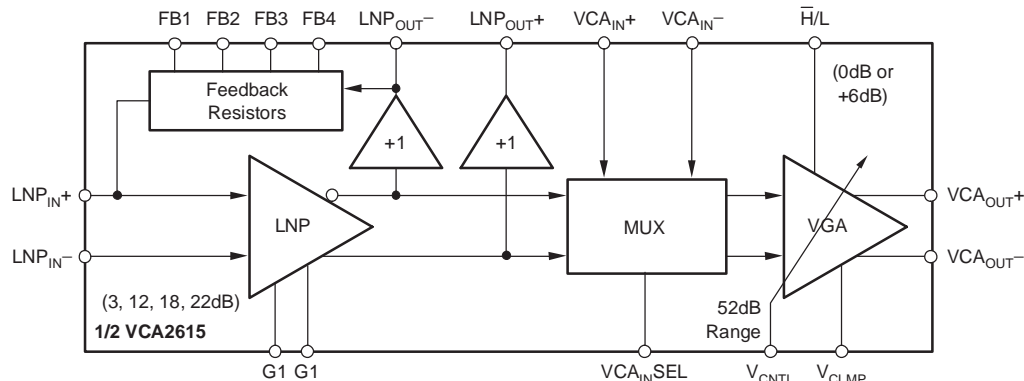 FB1 FB2 FB3 FB4 LNPOUT− LNPOUT+ VCAIN+ VCAIN− H̅/L
Feedback
Resistors
(0dB or
+6dB)
+1 +1
LNPIN+
LNP
MUX
VGA
VCAOUT+
LNPIN−
VCAOUT−
(3, 12, 18, 22dB)
52dB
Range
1/2 VCA2615
G1 G1 VCAINSEL VCNTL VCLMP